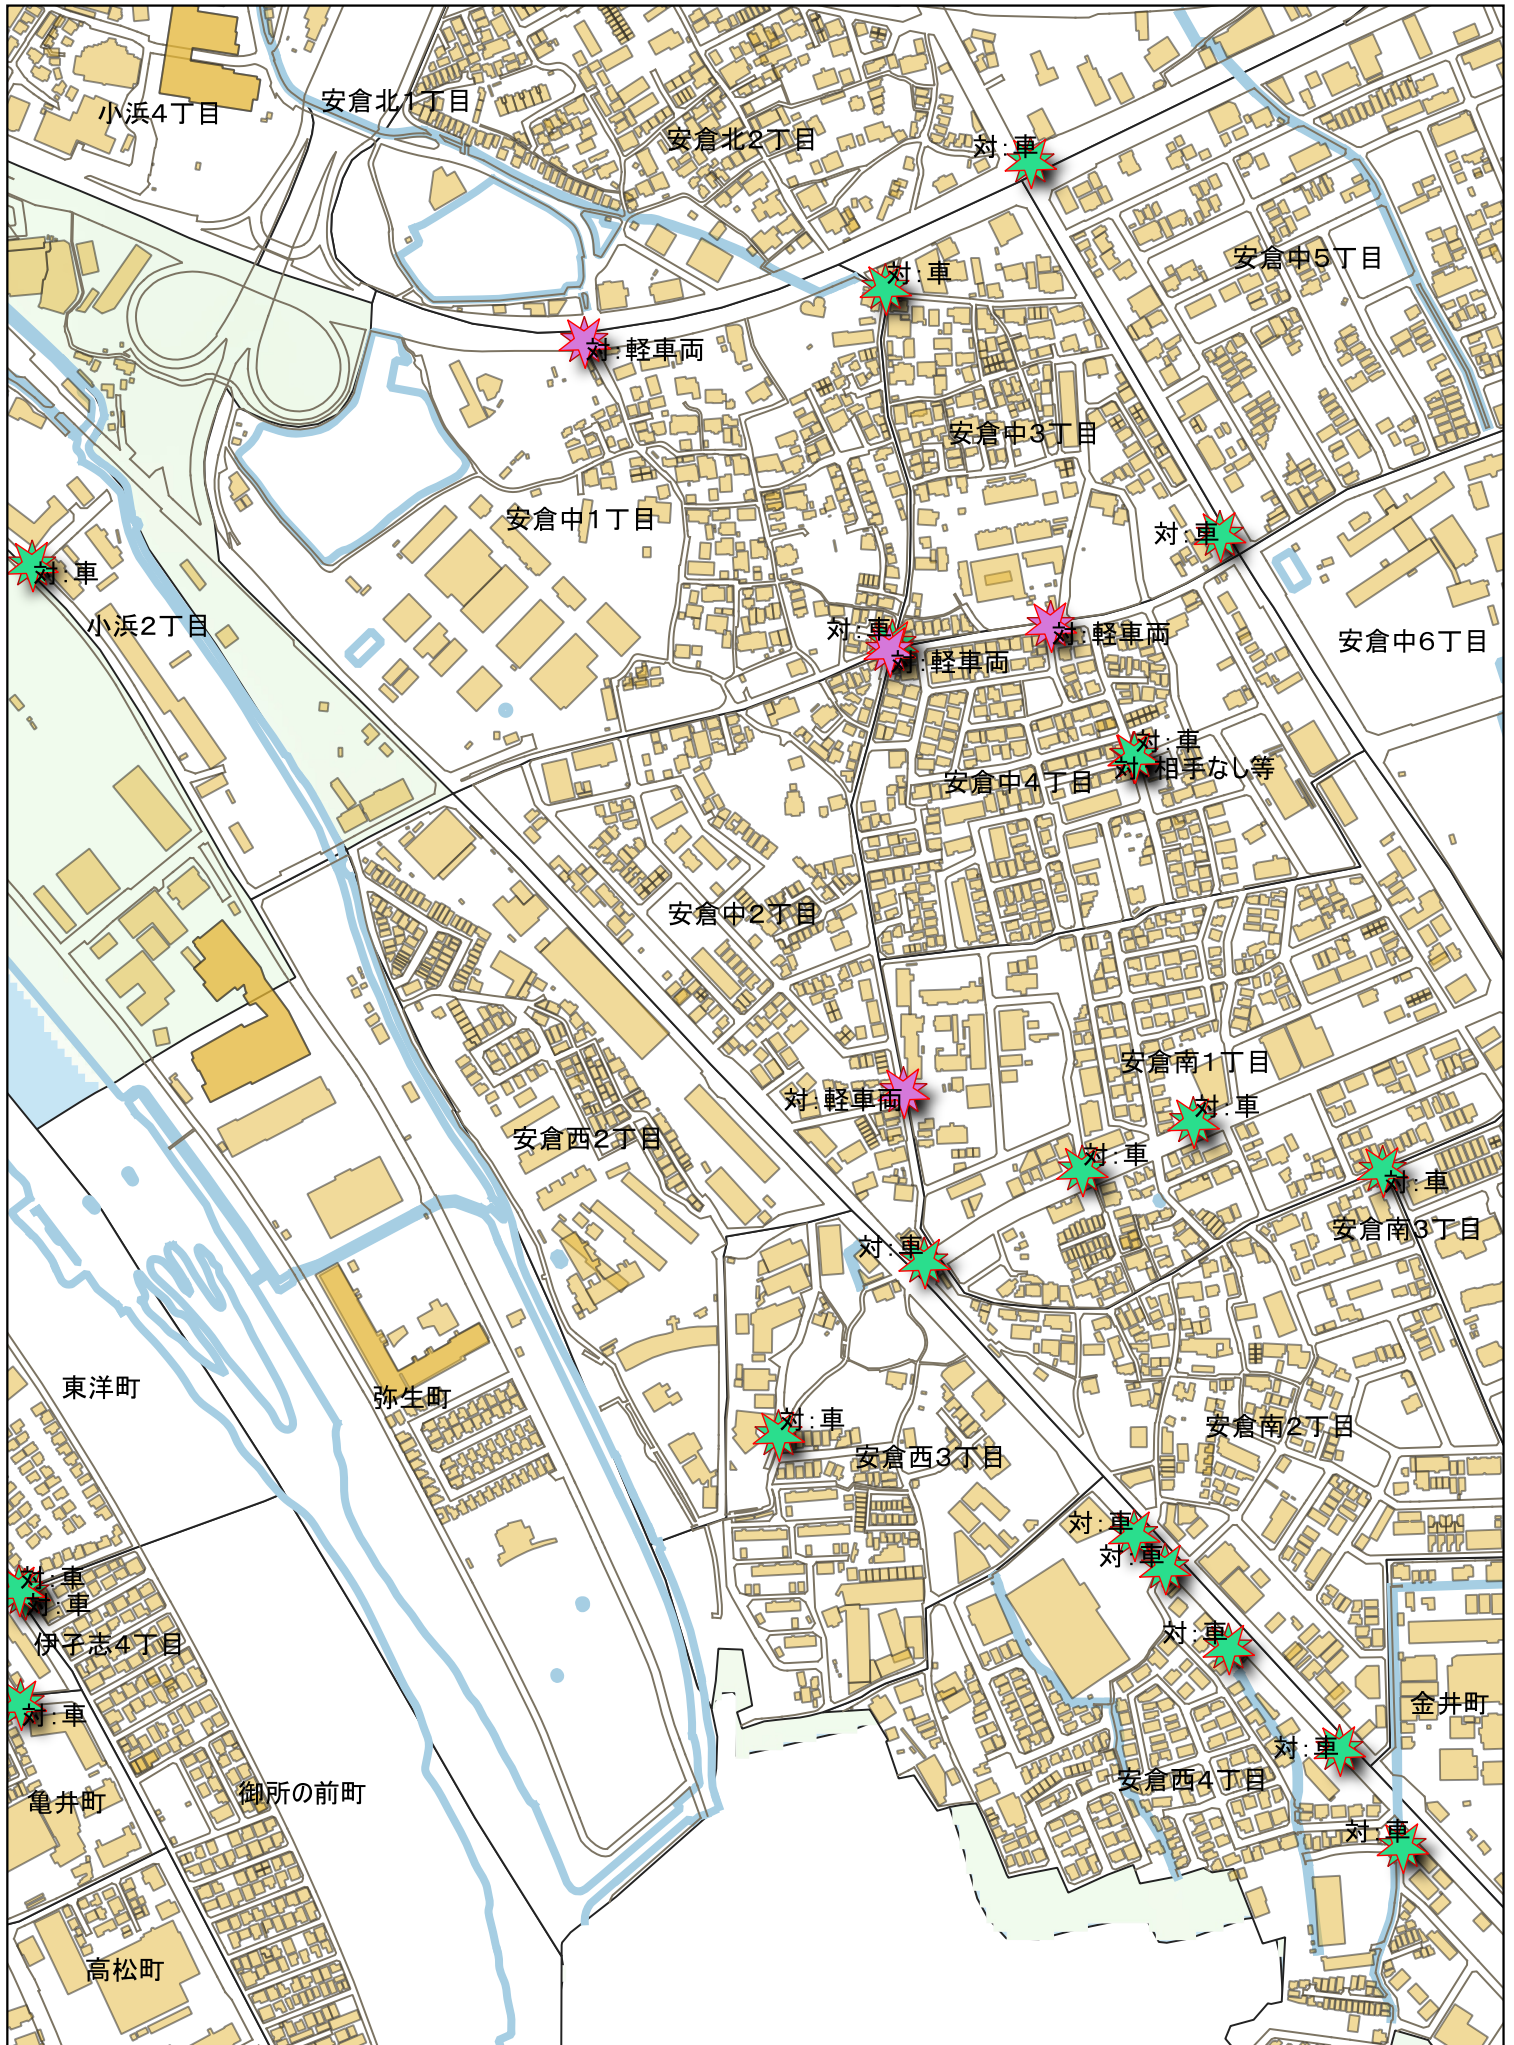 安倉北1丁目
小浜4丁目
安倉北2丁目
対:車
安倉中5丁目
対:車
対:軽車両
安倉中3丁目
安倉中1丁目
対:車
対:車
小浜2丁目
対:車
対:軽車両
安倉中6丁目
対:軽車両
対:車
対:相手なし等
安倉中4丁目
安倉中2丁目
安倉南1丁目
対:軽車両
対:車
安倉西2丁目
対:車
対:車
安倉南3丁目
対:車
東洋町
弥生町
対:車
安倉南2丁目
安倉西3丁目
対:車
対:車
対:車
対:車
対:車
伊孑志4丁目
金井町
対:車
対:車
安倉西4丁目
御所の前町
亀井町
対:車
高松町